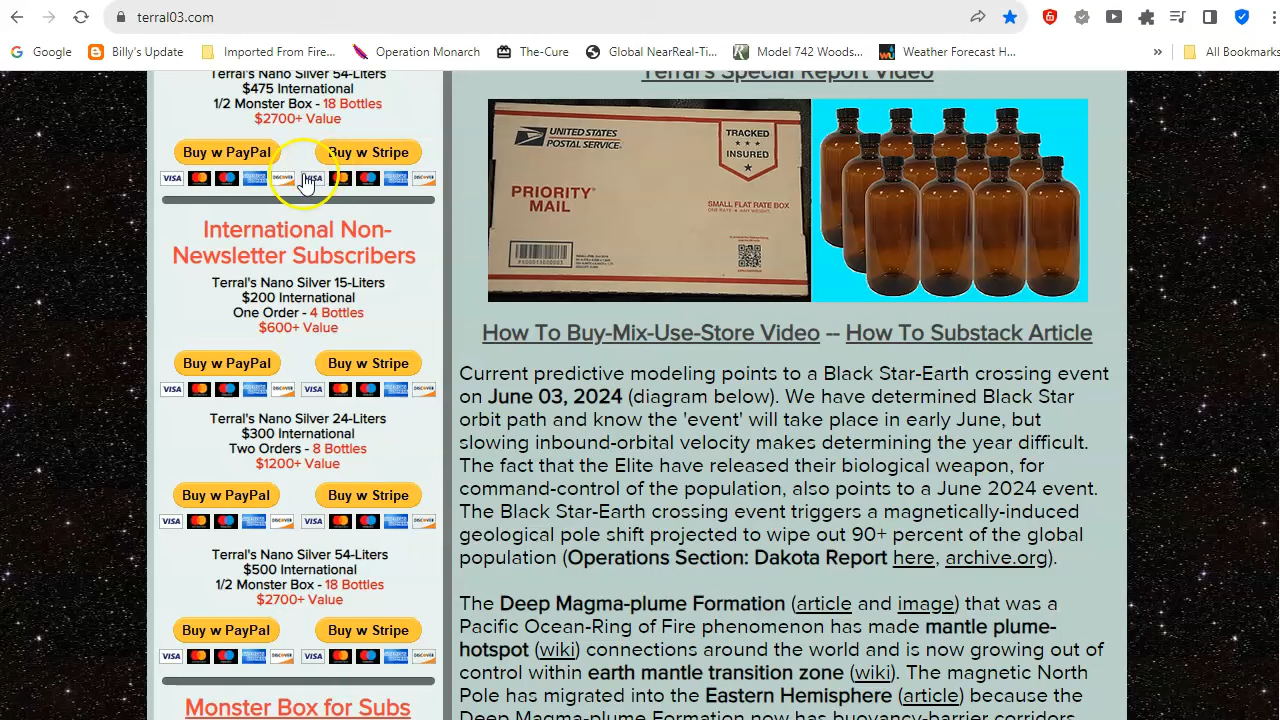 terral03.com
Google
Billy's Update
Imported From Fire...
Operation Monarch
The-Cure
Global NearReal-Ti...
Model 742 Woods...
Weather Forecast H...
»
All Bookmarks
Terral's Nano Silver 54-Liters
$475 International
1/2 Monster Box - 18 Bottles
$2700+ Value
Buy w PayPal
Buy w Stripe
International Non-
Newsletter Subscribers
Terral's Nano Silver 15-Liters
$200 International
One Order - 4 Bottles
$600+ Value
Buy w PayPal
Buy w Stripe
Terral's Nano Silver 24-Liters
$300 International
Two Orders - 8 Bottles
$1200+ Value
Buy w PayPal
Buy w Stripe
Terral's Nano Silver 54-Liters
$500 International
1/2 Monster Box - 18 Bottles
$2700+ Value
Buy w PayPal
Buy w Stripe
Monster Box for Subs
Terral's Special Report Video
UNITED STATES
POSTAL SERVICE
TRACKED
INSURED
PRIORITY
MAIL
SMALL FLAT RATE BOX
ONE RATE ANY WEIGHT
How To Buy-Mix-Use-Store Video -- How To Substack Article
Current predictive modeling points to a Black Star-Earth crossing event
on June 03, 2024 (diagram below). We have determined Black Star
orbit path and know the 'event' will take place in early June, but
slowing inbound-orbital velocity makes determining the year difficult.
The fact that the Elite have released their biological weapon, for
command-control of the population, also points to a June 2024 event.
The Black Star-Earth crossing event triggers a magnetically-induced
geological pole shift projected to wipe out 90+ percent of the global
population (Operations Section: Dakota Report here, archive.org).
The Deep Magma-plume Formation (article and image) that was a
Pacific Ocean-Ring of Fire phenomenon has made mantle plume-
hotspot (wiki) connections around the world and is now growing out of
control within earth mantle transition zone (wiki). The magnetic North
Pole has migrated into the Eastern Hemisphere (article) because the
Deep Magma-plume Formation now has buoyancy-barrier corridors